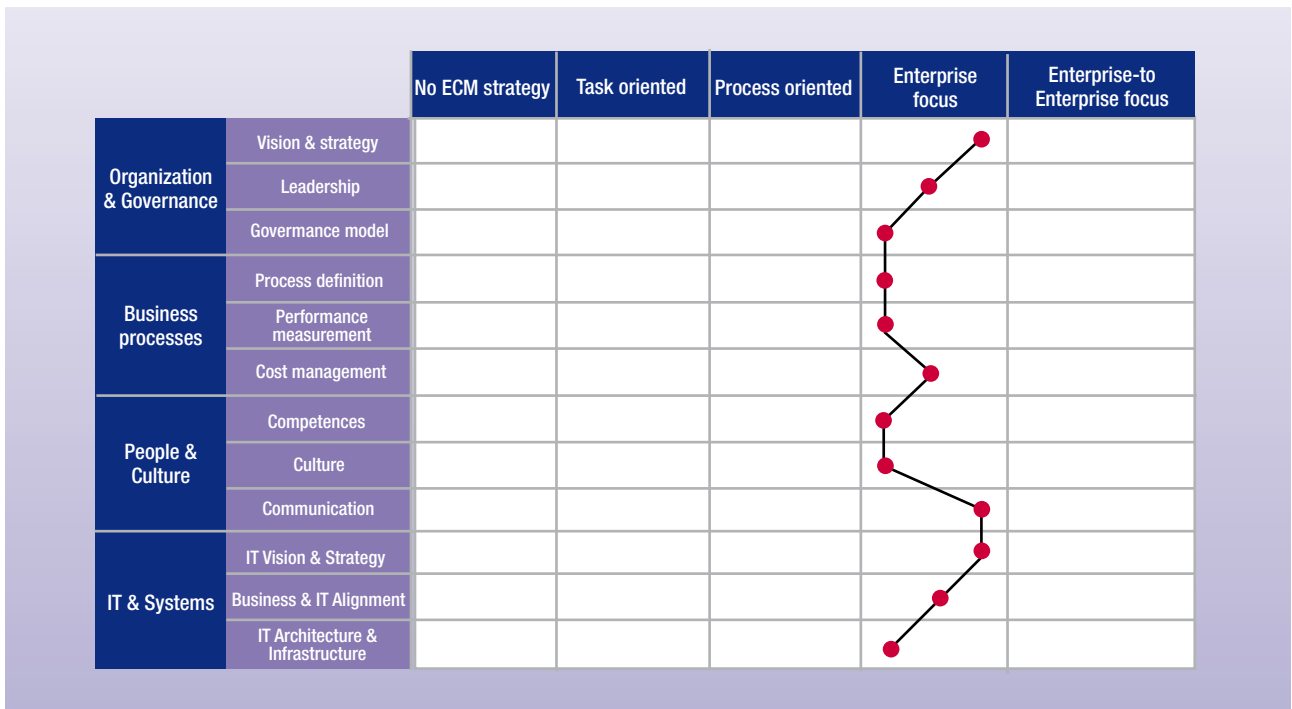 No ECM strategy
Task oriented
Process oriented
Enterprise
focus
Enterprise-to
Enterprise focus
Organization
& Governance
Vision & strategy
Leadership
Govermance model
Business
processes
Process definition
Performance
measurement
Cost management
People &
Culture
Competences
Culture
Communication
IT & Systems
IT Vision & Strategy
Business & IT Alignment
IT Architecture &
Infrastructure